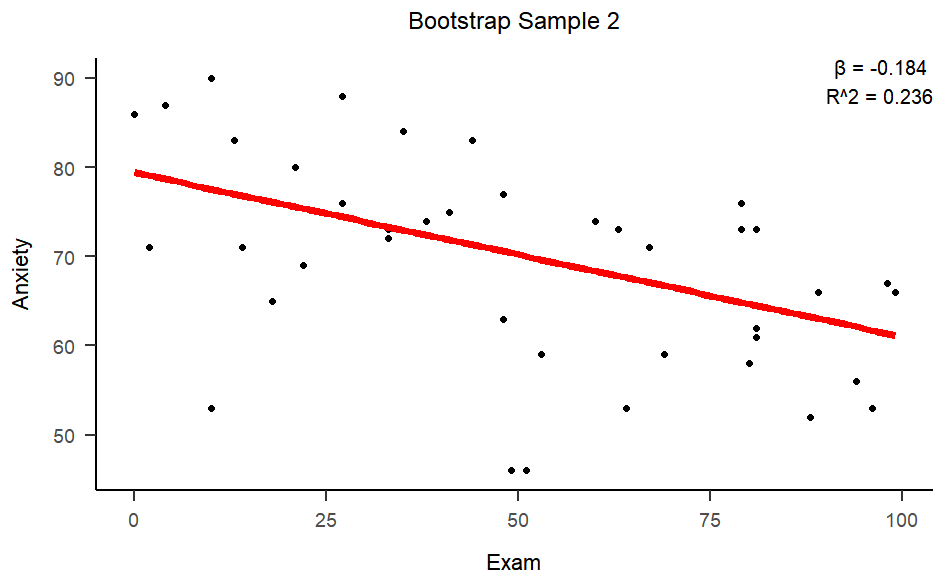 Bootstrap Sample 2
β = -0.184
R^2 = 0.236
90
80
70
60
50
Anxiety
0 25 50 75 100
Exam